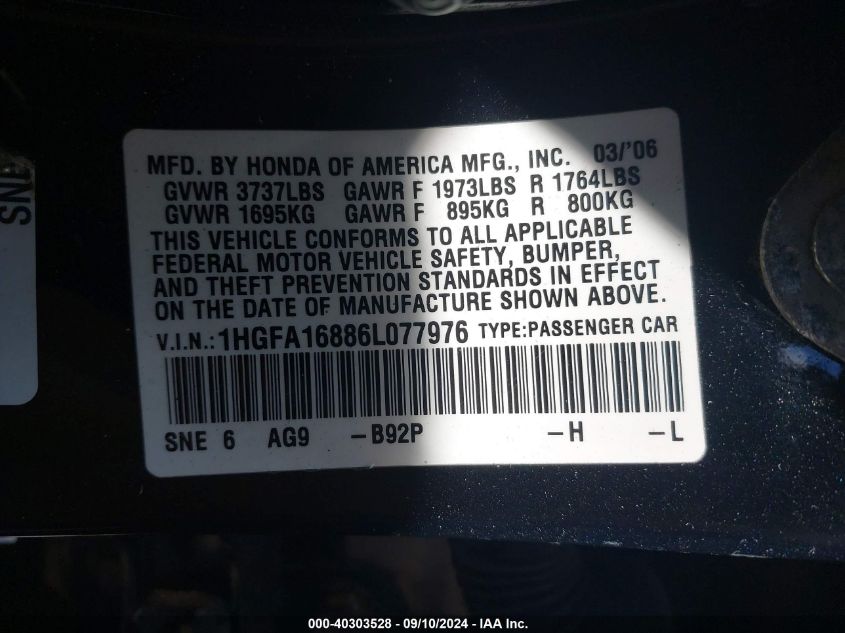 MFD. BY HONDA OF AMERICA MFG., INC. 03/'06
GVWR 3737LBS GAWR F 1973LBS R 1764LBS
GVWR 1695KG GAWR F 895KG R 800KG
THIS VEHICLE CONFORMS TO ALL APPLICABLE
FEDERAL MOTOR VEHICLE SAFETY, BUMPER,
AND THEFT PREVENTION STANDARDS IN EFFECT
ON THE DATE OF MANUFACTURE SHOWN ABOVE.
V.I.N.:1HGFA16886L077976 TYPE:PASSENGER CAR
SNE 6 AG9 -B92P -H -L
SNE
000-40303528 - 09/10/2024 - IAA Inc.